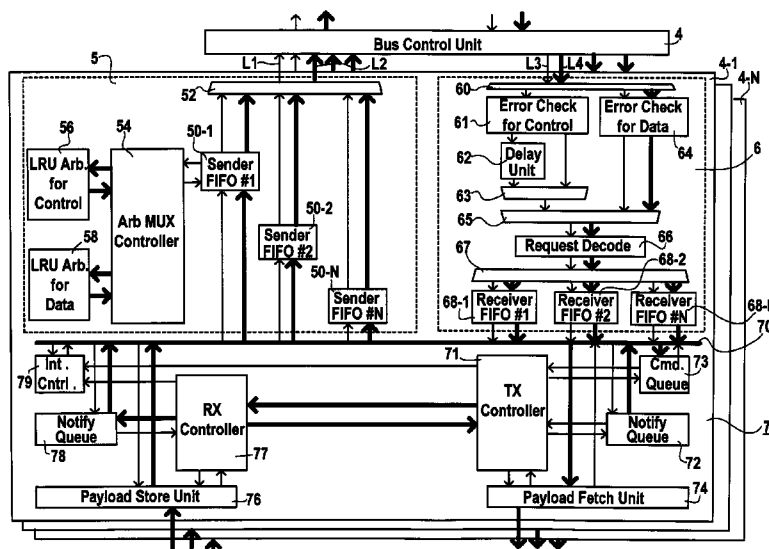 Bus Control Unit
4
5
L1
L2
L3
L4
4-1
4-N
52
60
56
54
50-1
LRU Arb.
for
Control
Arb MUX
Controller
Sender
FIFO #1
Error Check
for Control
Error Check
for Data
61
64
62
Delay
Unit
6
63
50-2
65
58
LRU Arb.
for
Data
Sender
FIFO #2
Request Decode
66
67
68-2
50-N
Sender
FIFO #N
68-1
Receiver
FIFO #1
Receiver
FIFO #2
Receiver
FIFO #N
70
79
Int .
Cntrl .
71
TX
Controller
Cmd.
Queue
73
RX
Controller
Notify
Queue
78
77
Notify
Queue
72
7
Payload Store Unit
76
Payload Fetch Unit
74